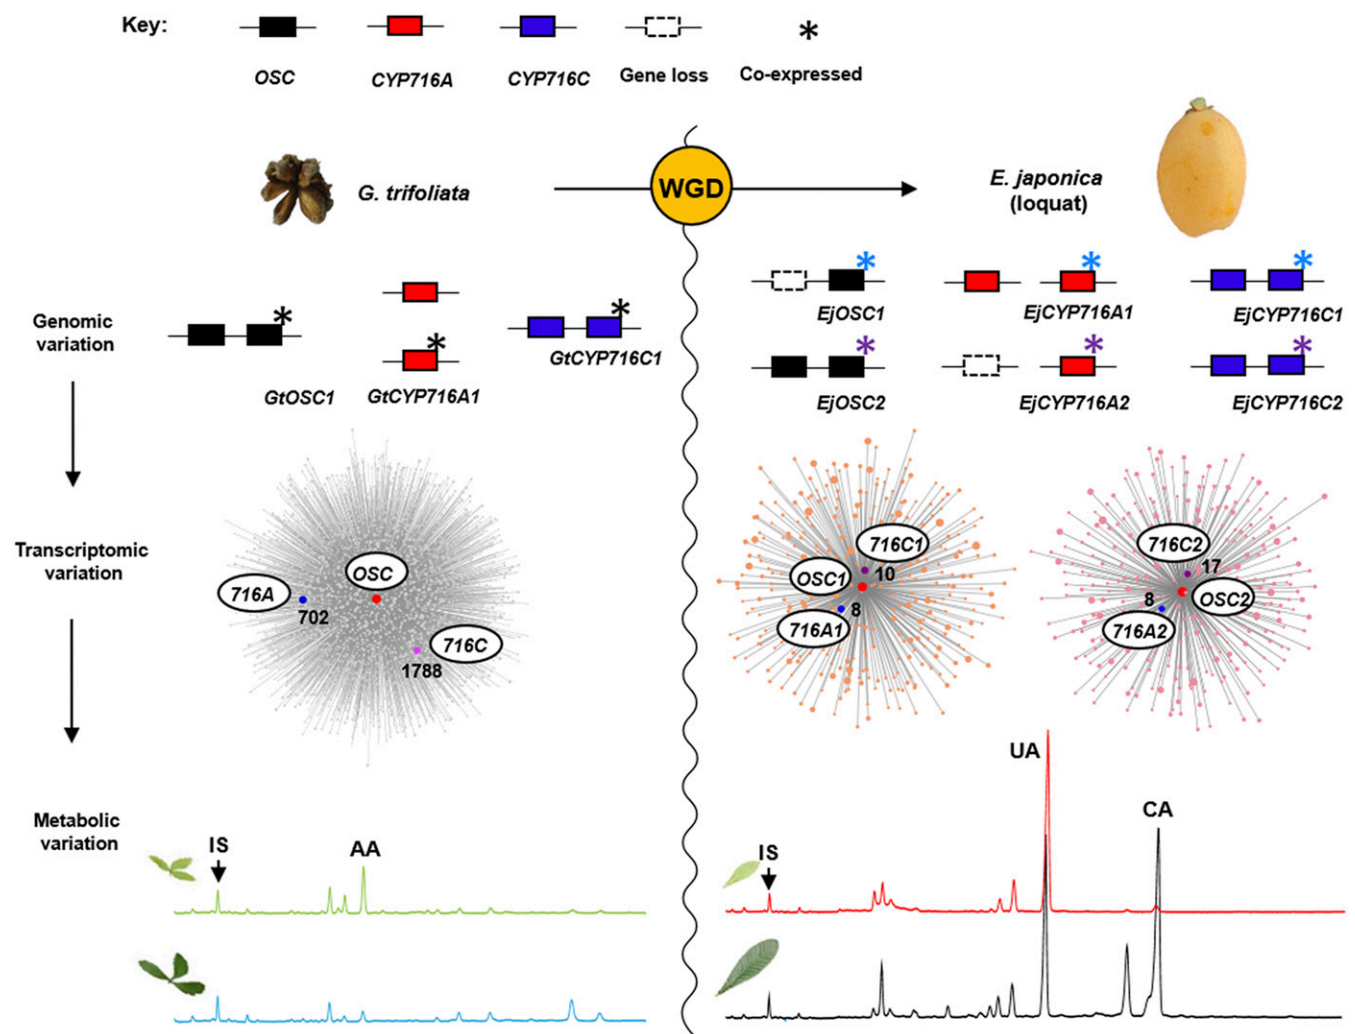 Key:
OSC
CYP716A
CYP716C
Gene loss
*
Co-expressed
G. trifoliata
WGD
E. japonica
(loquat)
Genomic
variation
*
GtOSC1
*
GtCYP716A1
*
GtCYP716C1
*
EjOSC1
*
EjCYP716A1
*
EjCYP716C1
*
EjOSC2
*
EjCYP716A2
*
EjCYP716C2
Transcriptomic
variation
716A
702
OSC
716C
1788
716C1
10
OSC1
8
716A1
716C2
17
8
OSC2
716A2
Metabolic
variation
IS
AA
IS
UA
CA